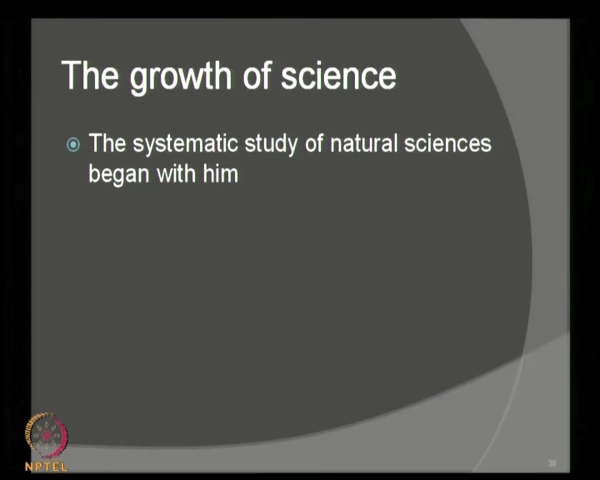 The growth of science
The systematic study of natural sciences
began with him
NPTEL